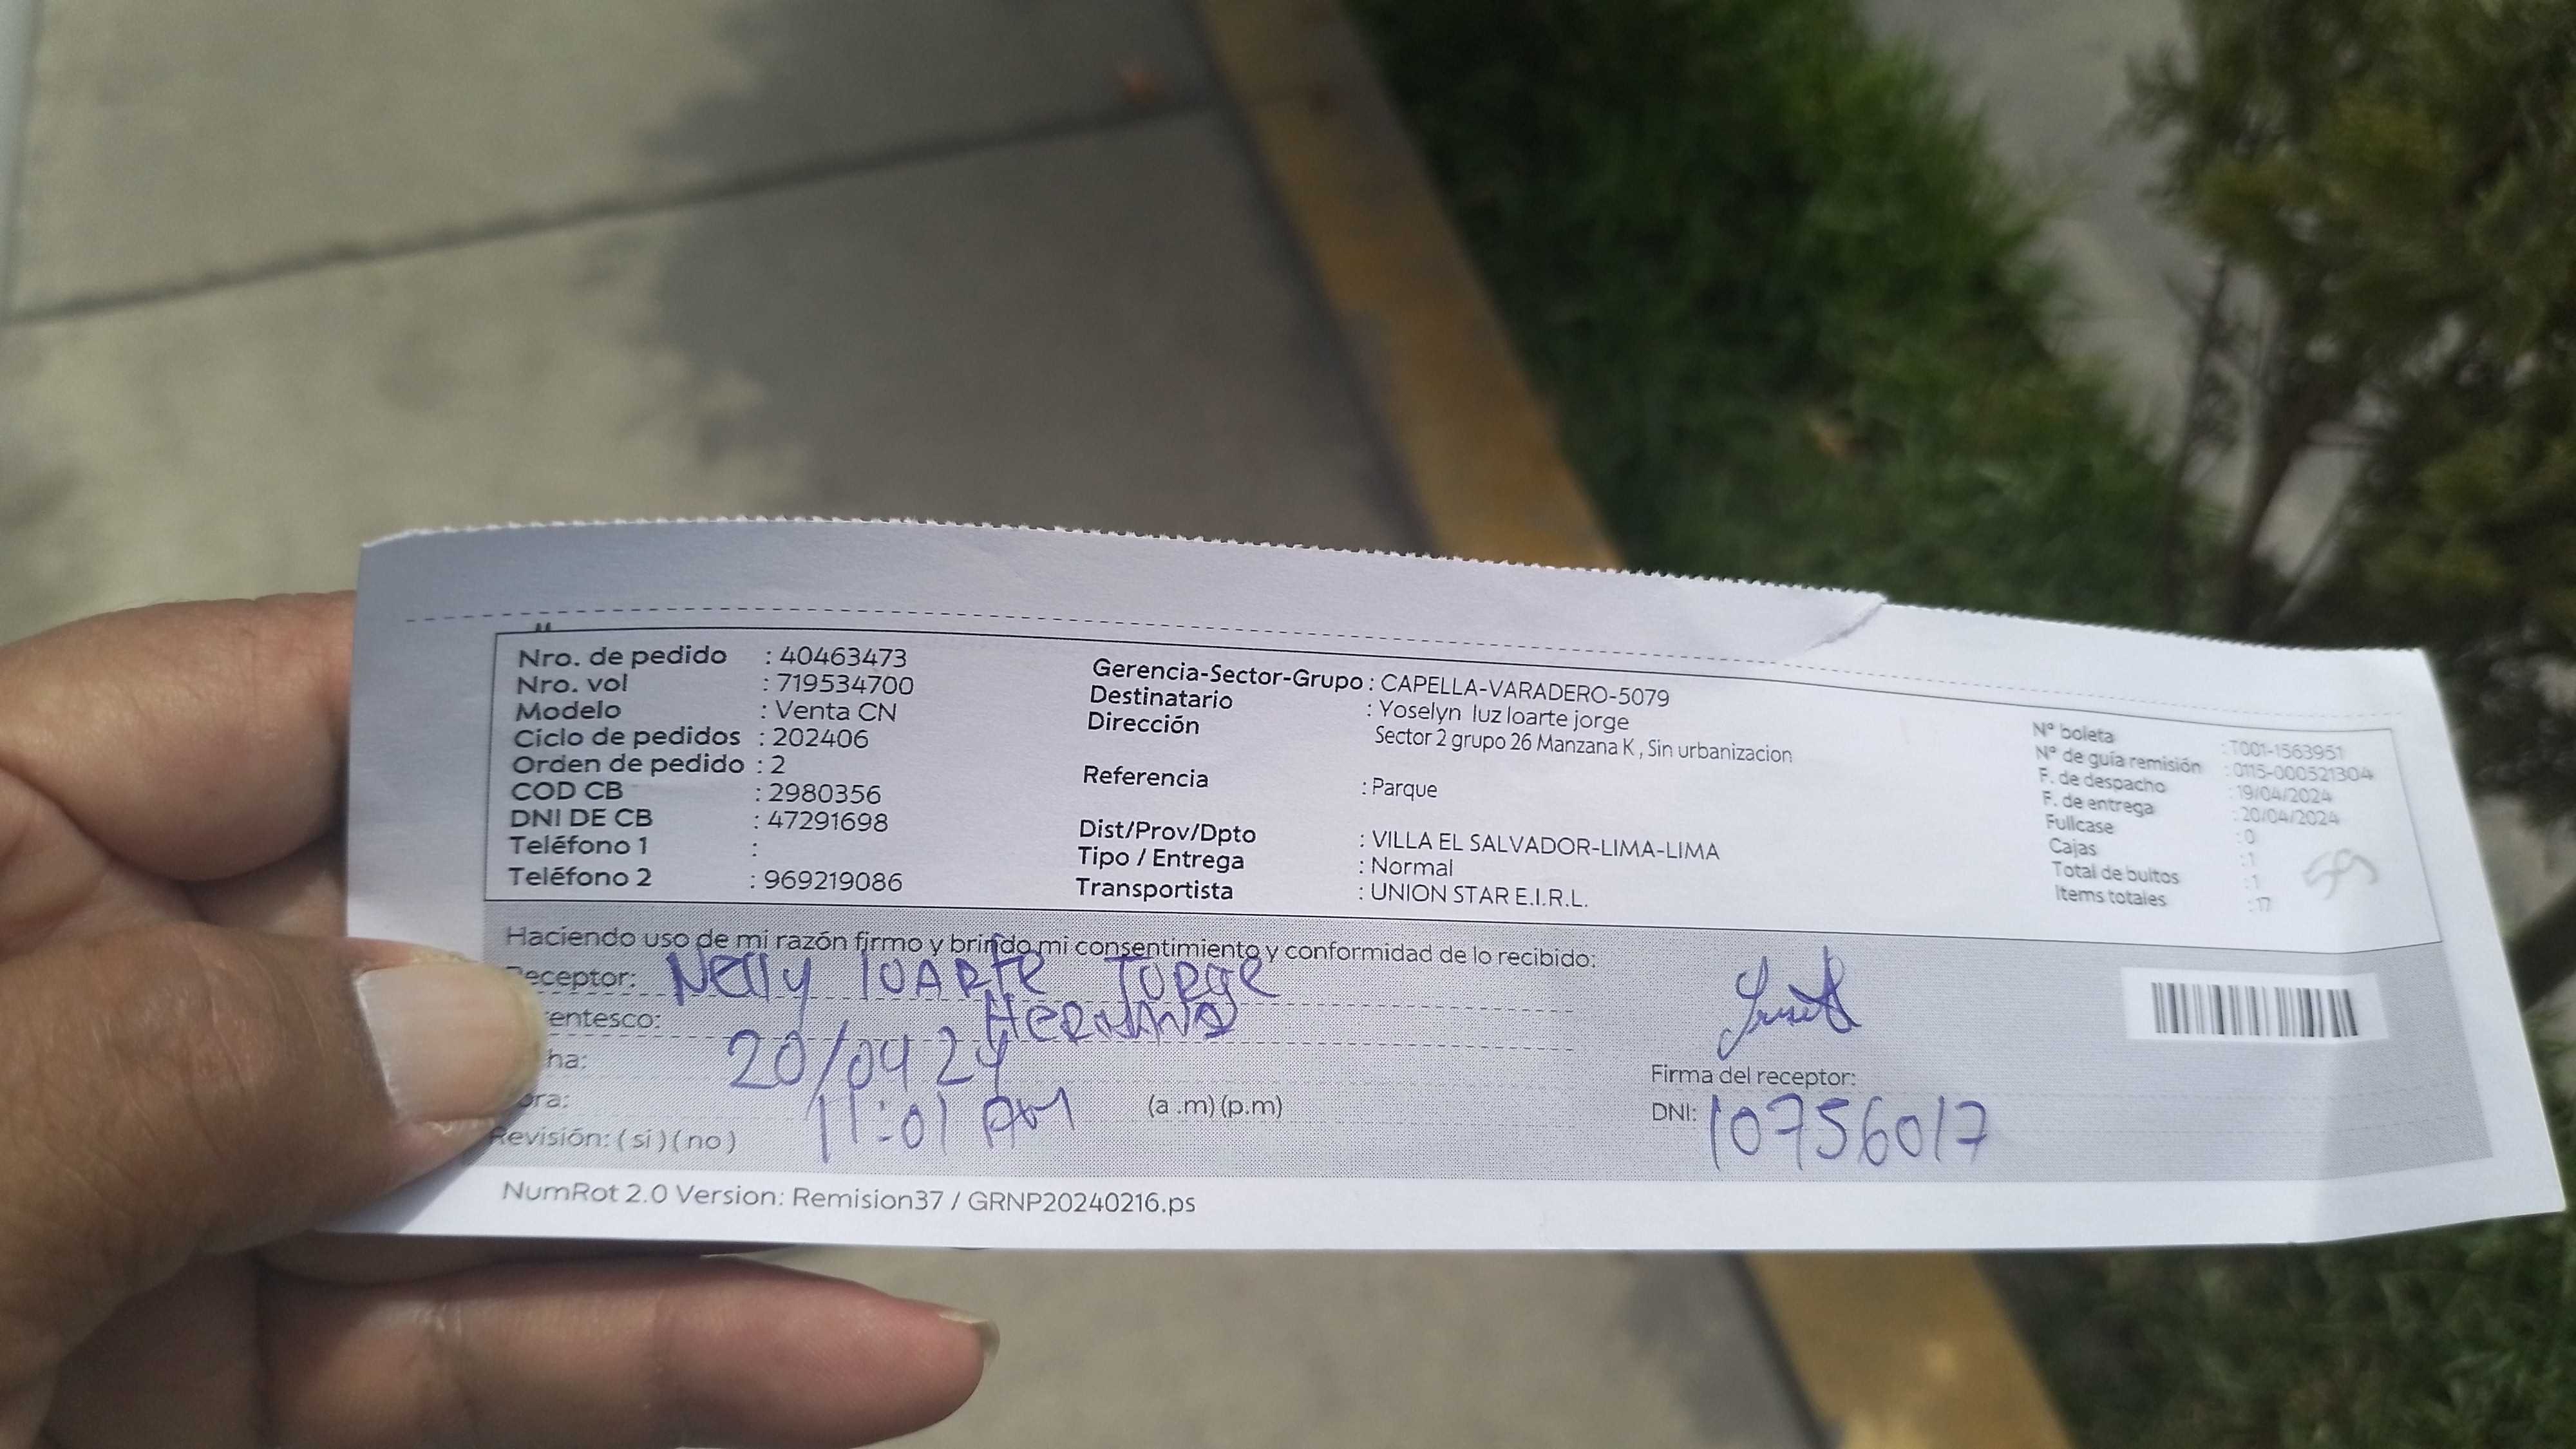 Nro. de pedido : 40463473
Nro. vol : 719534700
Modelo : Venta CN
Ciclo de pedidos : 202406
Orden de pedido : 2
COD CB : 2980356
DNI DE CB : 47291698
Teléfono 1 :
Teléfono 2 : 969219086
Gerencia-Sector-Grupo : CAPELLA-VARADERO-5079
Destinatario : Yoselyn luz loarte jorge
Dirección Sector 2 grupo 26 Manzana K , Sin urbanizacion
Referencia : Parque
Dist/Prov/Dpto : VILLA EL SALVADOR-LIMA-LIMA
Tipo / Entrega : Normal
Transportista : UNION STAR E.I.R.L.
Nº boleta : T001-1563951
Nº de guía remisión : 0115-000521304
F. de despacho : 19/04/2024
F. de entrega : 20/04/2024
Fullcase : 0
Cajas : 1
Total de bultos : 1
Items totales : 17
Haciendo uso de mi razón firmo y brindo mi consentimiento y conformidad de lo recibido:
Receptor: Nelly lOARTE JORge
rentesco: HERMANA
ha: 20/04 24
ora: 11:01 AM (a .m) (p.m)
Revisión: ( si ) ( no )
Firma del receptor:
DNI: 10756017
NumRot 2.0 Version: Remision37 / GRNP20240216.ps